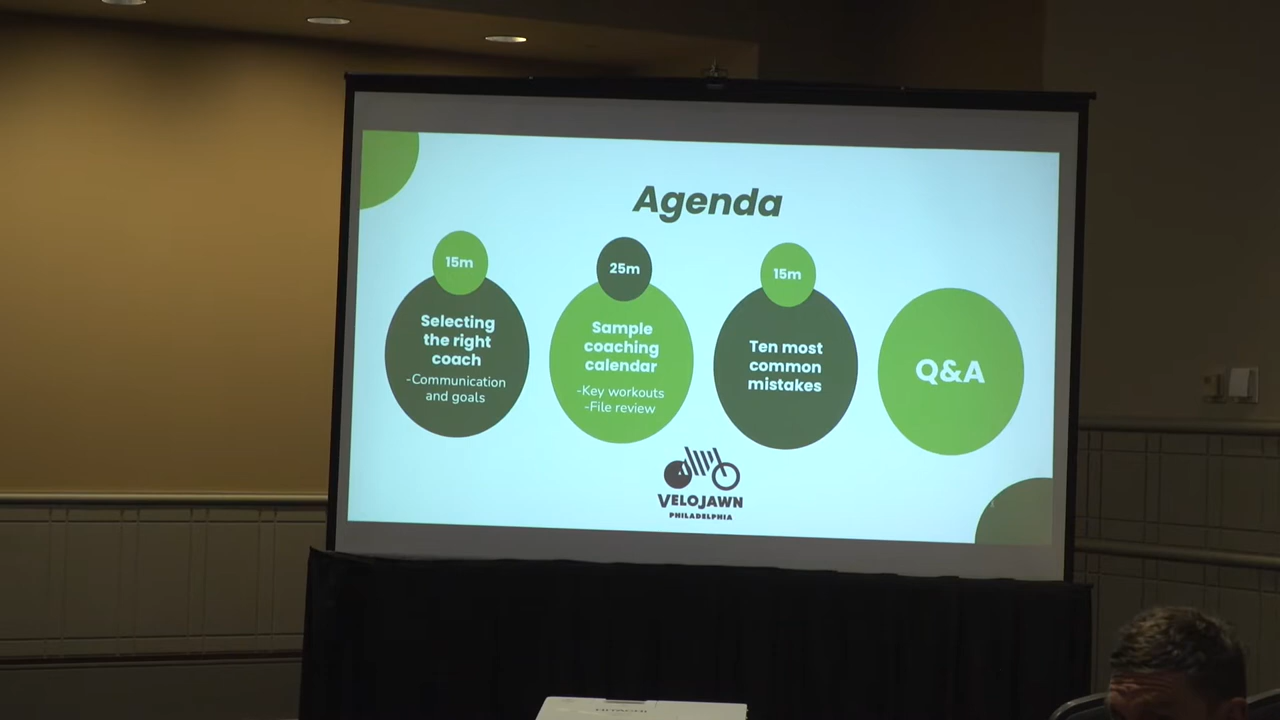 Agenda
15m
Selecting
the right
coach
-Communication
and goals
25m
Sample
coaching
calendar
-Key workouts
-File review
15m
Ten most
common
mistakes
Q&A
VELOJAWN
PHILADELPHIA
HITACHI